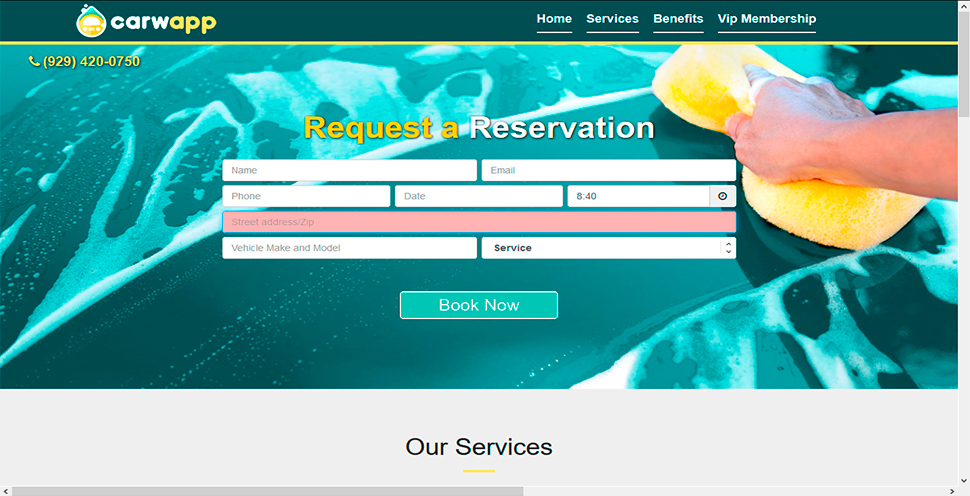 carwapp
Home Services Benefits Vip Membership
(929) 420-0750
Request a Reservation
Name Email
Phone Date 8:40
Street address/Zip
Vehicle Make and Model Service
Book Now
Our Services